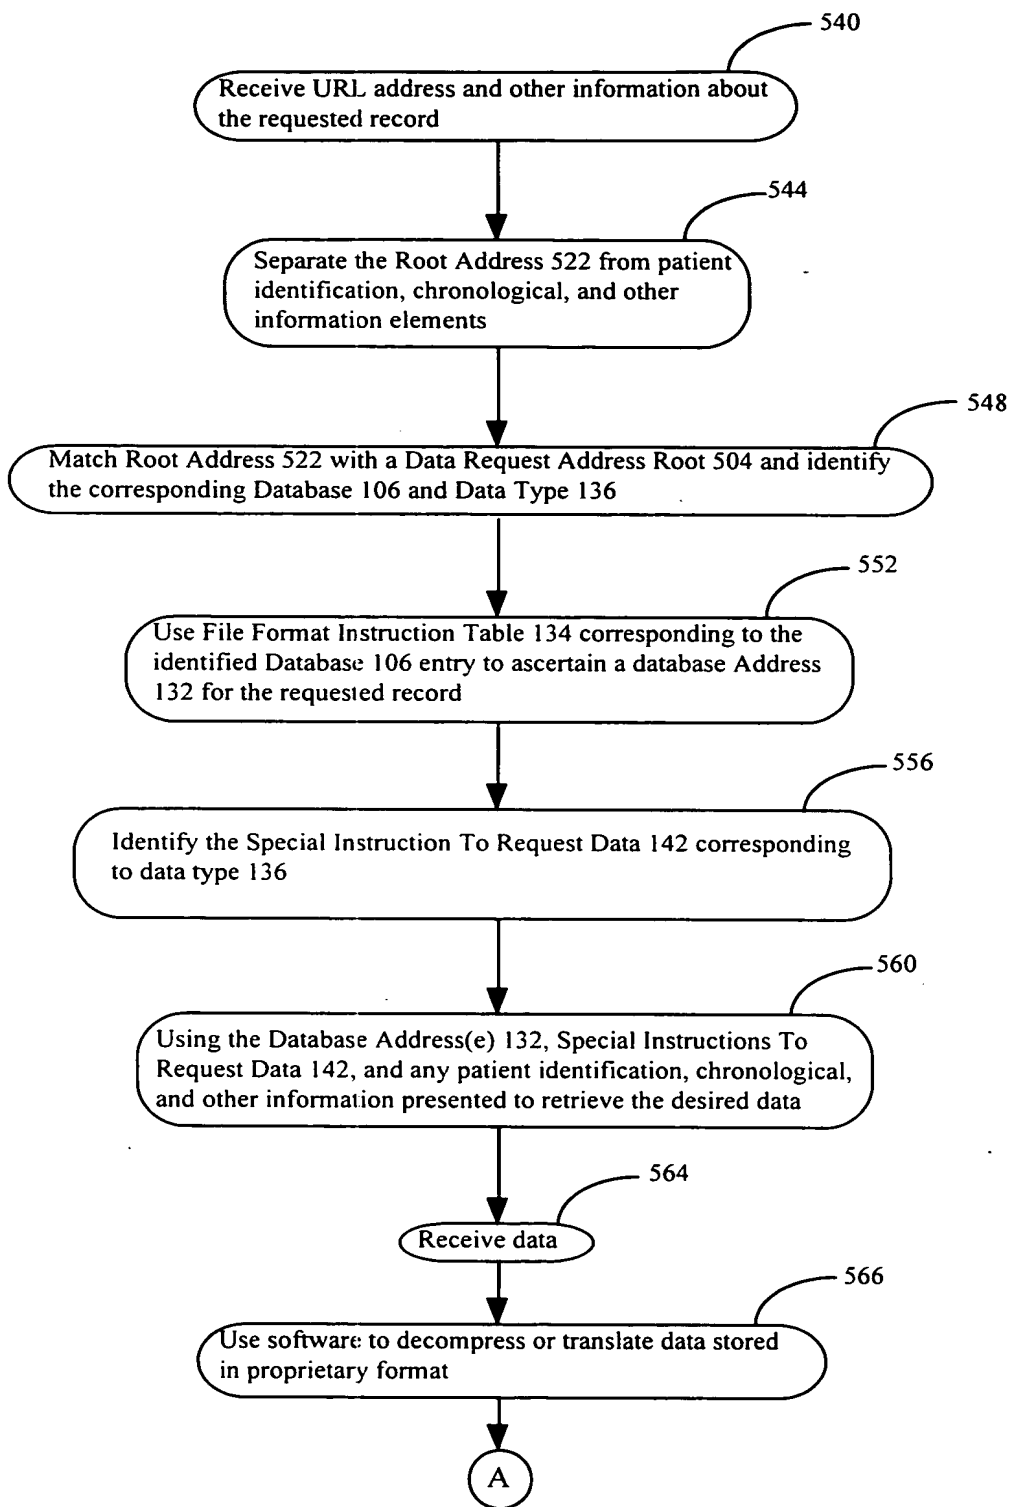 540
Receive URL address and other information about
the requested record
544
Separate the Root Address 522 from patient
identification, chronological, and other
information elements
548
Match Root Address 522 with a Data Request Address Root 504 and identify
the corresponding Database 106 and Data Type 136
552
Use File Format Instruction Table 134 corresponding to the
identified Database 106 entry to ascertain a database Address
132 for the requested record
556
Identify the Special Instruction To Request Data 142 corresponding
to data type 136
560
Using the Database Address(e) 132, Special Instructions To
Request Data 142, and any patient identification, chronological,
and other information presented to retrieve the desired data
564
Receive data
566
Use software to decompress or translate data stored
in proprietary format
A